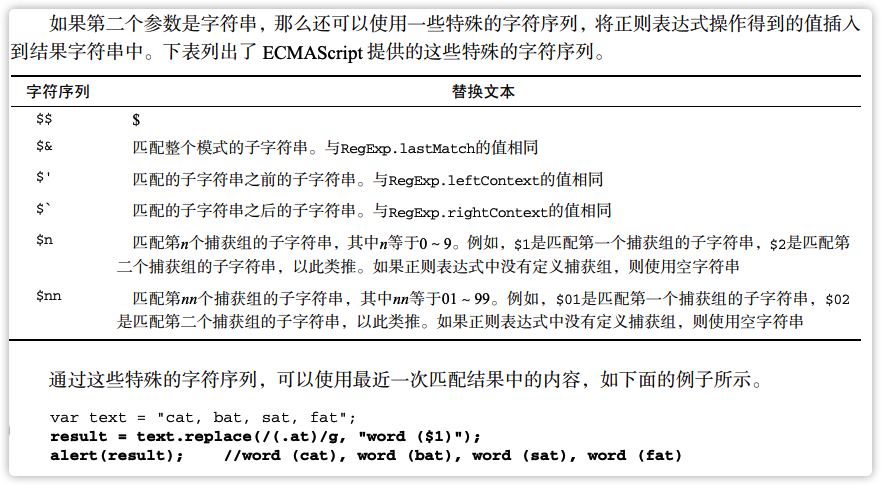 如果第二个参数是字符串，那么还可以使用一些特殊的字符序列，将正则表达式操作得到的值插入
到结果字符串中。下表列出了 ECMAScript 提供的这些特殊的字符序列。
字符序列 替换文本
$$ $
$& 匹配整个模式的子字符串。与RegExp.lastMatch的值相同
$' 匹配的子字符串之前的子字符串。与RegExp.leftContext的值相同
$` 匹配的子字符串之后的子字符串。与RegExp.rightContext的值相同
$n 匹配第n个捕获组的子字符串，其中n等于0～9。例如，$1是匹配第一个捕获组的子字符串，$2是匹配第
二个捕获组的子字符串，以此类推。如果正则表达式中没有定义捕获组，则使用空字符串
$nn 匹配第nn个捕获组的子字符串，其中nn等于01～99。例如，$01是匹配第一个捕获组的子字符串，$02
是匹配第二个捕获组的子字符串，以此类推。如果正则表达式中没有定义捕获组，则使用空字符串
通过这些特殊的字符序列，可以使用最近一次匹配结果中的内容，如下面的例子所示。
var text = "cat, bat, sat, fat";
result = text.replace(/(.at)/g, "word ($1)");
alert(result); //word (cat), word (bat), word (sat), word (fat)